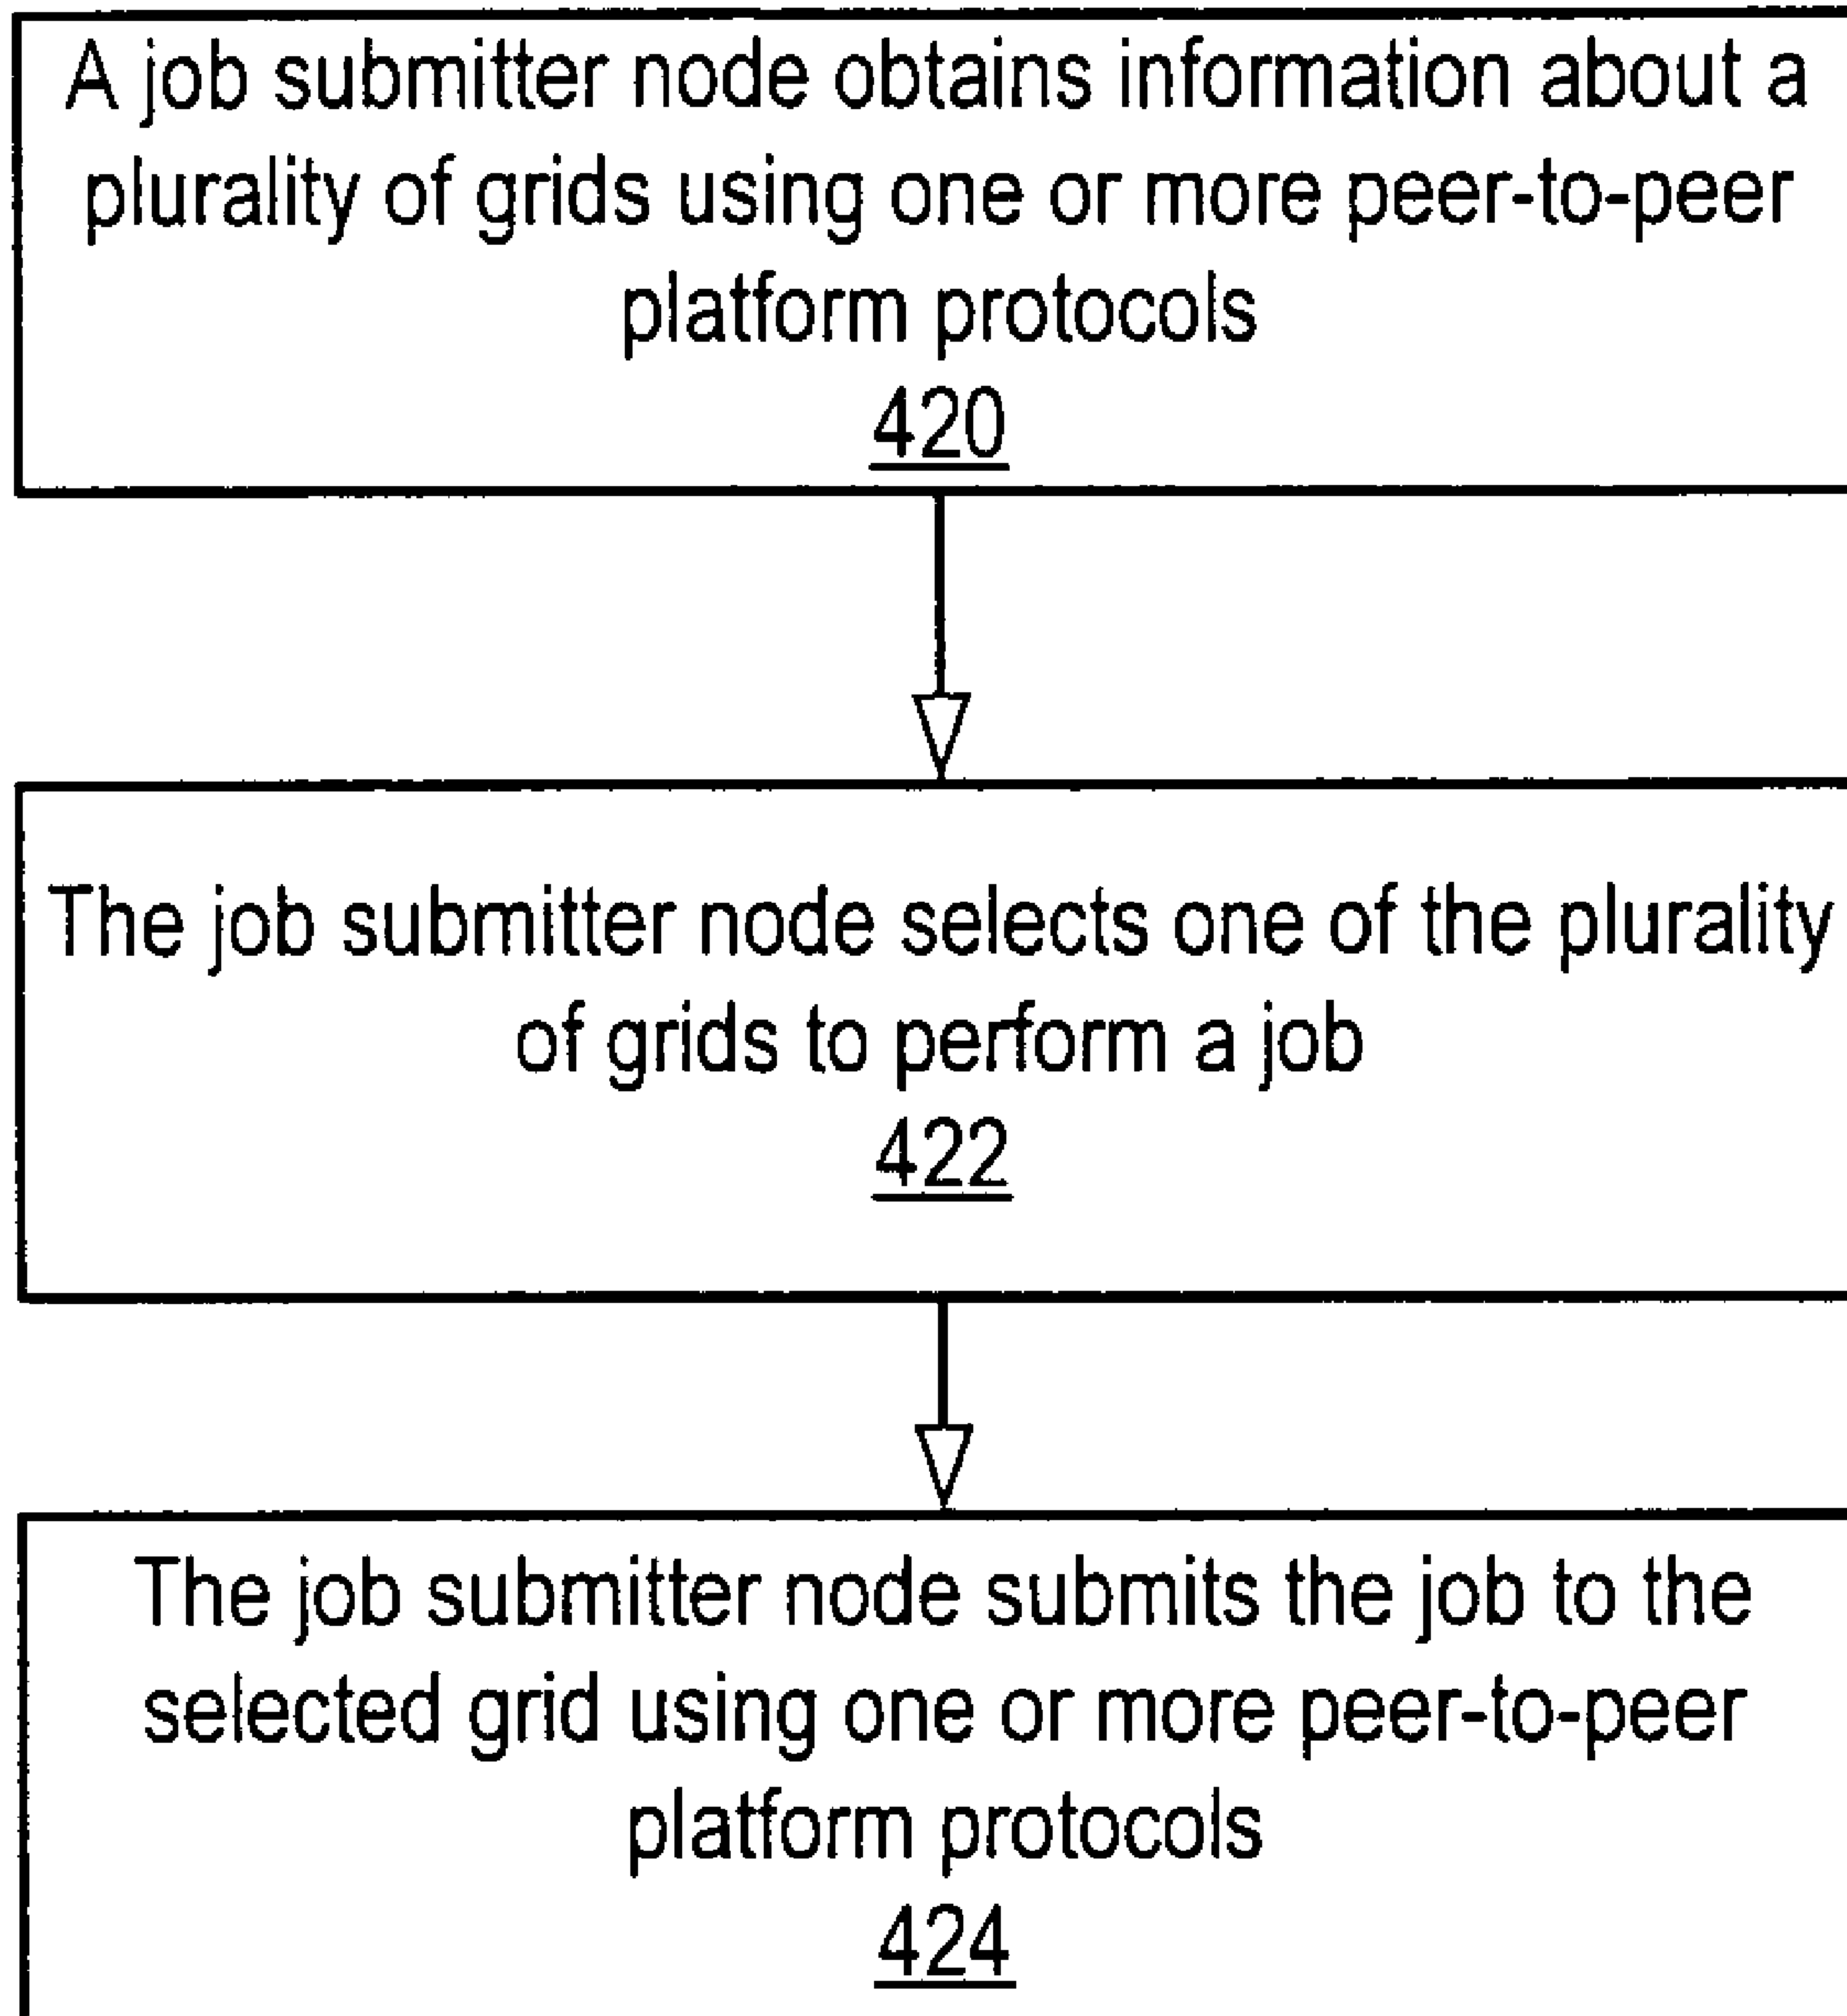 A job submitter node obtains information about a
plurality of grids using one or more peer-to-peer
platform protocols
420
The job submitter node selects one of the plurality
of grids to perform a job
422
The job submitter node submits the job to the
selected grid using one or more peer-to-peer
platform protocols
424